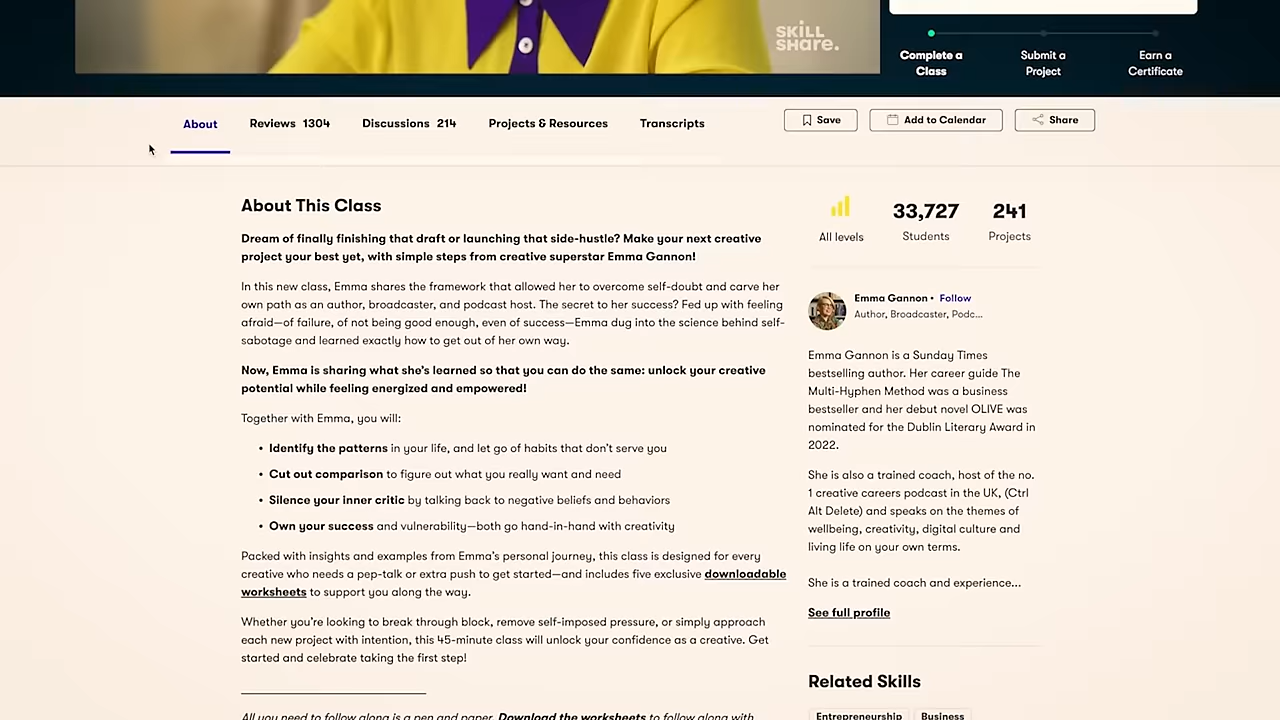 SKILL
SHARE.
Complete a
Class
Submit a
Project
Earn a
Certificate
About
Reviews 1304
Discussions 214
Projects & Resources
Transcripts
Save
Add to Calendar
Share
About This Class
Dream of finally finishing that draft or launching that side-hustle? Make your next creative
project your best yet, with simple steps from creative superstar Emma Gannon!
In this new class, Emma shares the framework that allowed her to overcome self-doubt and carve her
own path as an author, broadcaster, and podcast host. The secret to her success? Fed up with feeling
afraid—of failure, of not being good enough, even of success—Emma dug into the science behind self-
sabotage and learned exactly how to get out of her own way.
Now, Emma is sharing what she's learned so that you can do the same: unlock your creative
potential while feeling energized and empowered!
Together with Emma, you will:
• Identify the patterns in your life, and let go of habits that don't serve you
• Cut out comparison to figure out what you really want and need
• Silence your inner critic by talking back to negative beliefs and behaviors
• Own your success and vulnerability—both go hand-in-hand with creativity
Packed with insights and examples from Emma's personal journey, this class is designed for every
creative who needs a pep-talk or extra push to get started—and includes five exclusive downloadable
worksheets to support you along the way.
Whether you're looking to break through block, remove self-imposed pressure, or simply approach
each new project with intention, this 45-minute class will unlock your confidence as a creative. Get
started and celebrate taking the first step!
All you need to follow along is a pen and paper. Download the worksheets to follow along with
All levels
33,727
Students
241
Projects
Emma Gannon • Follow
Author, Broadcaster, Podc...
Emma Gannon is a Sunday Times
bestselling author. Her career guide The
Multi-Hyphen Method was a business
bestseller and her debut novel OLIVE was
nominated for the Dublin Literary Award in
2022.
She is also a trained coach, host of the no.
1 creative careers podcast in the UK, (Ctrl
Alt Delete) and speaks on the themes of
wellbeing, creativity, digital culture and
living life on your own terms.
She is a trained coach and experience...
See full profile
Related Skills
Entrepreneurship
Business